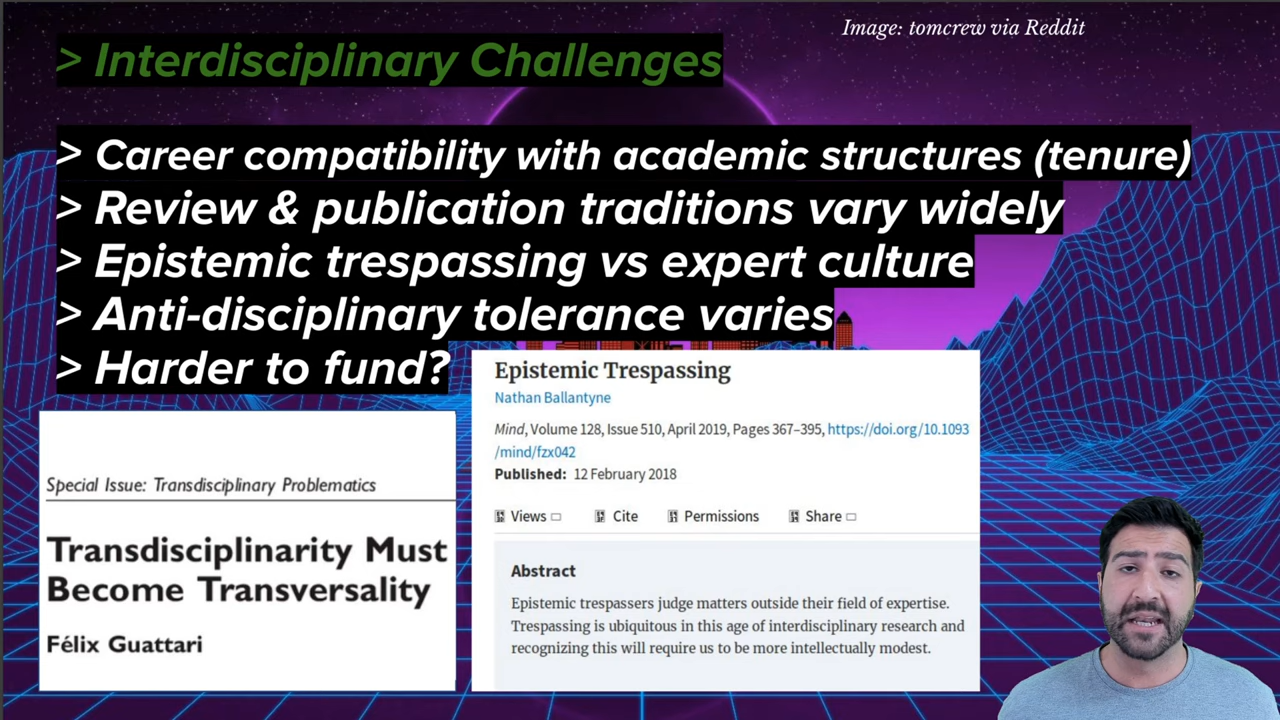 Image: tomcrew via Reddit
> Interdisciplinary Challenges
> Career compatibility with academic structures (tenure)
> Review & publication traditions vary widely
> Epistemic trespassing vs expert culture
> Anti-disciplinary tolerance varies
> Harder to fund?
Special Issue: Transdisciplinary Problematics
Transdisciplinarity Must
Become Transversality
Félix Guattari
Epistemic Trespassing
Nathan Ballantyne
Mind, Volume 128, Issue 510, April 2019, Pages 367–395, https://doi.org/10.1093
/mind/fzx042
Published: 12 February 2018
Views Cite Permissions Share
Abstract
Epistemic trespassers judge matters outside their field of expertise.
Trespassing is ubiquitous in this age of interdisciplinary research and
recognizing this will require us to be more intellectually modest.